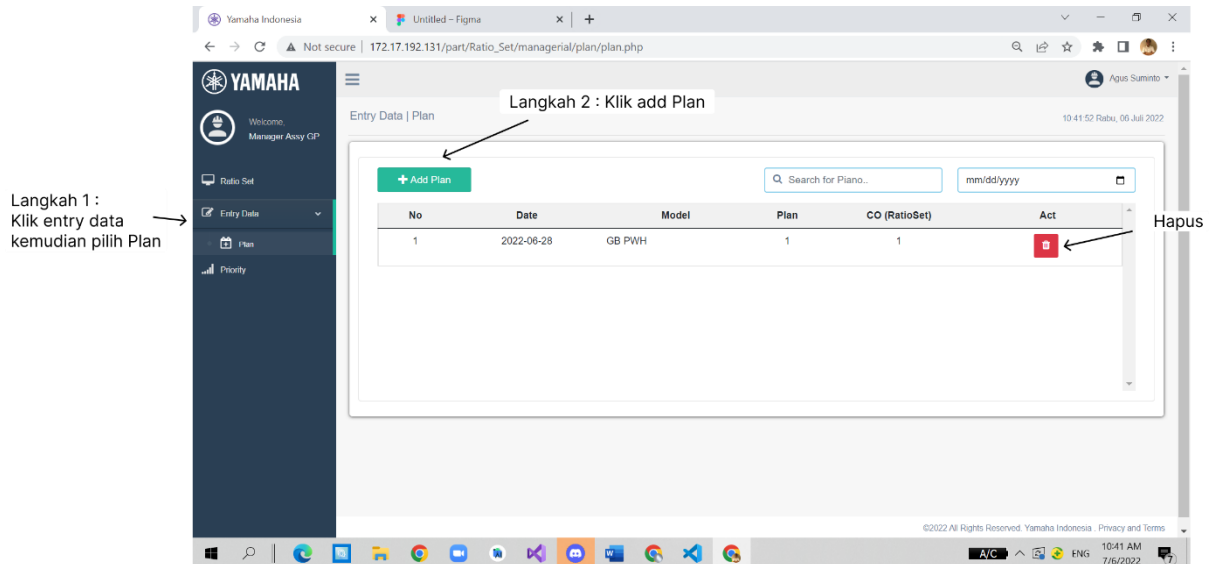 Yamaha Indonesia
Untitled – Figma
Not secure | 172.17.192.131/part/Ratio_Set/managerial/plan/plan.php
YAMAHA
Agus Suminto
Langkah 2 : Klik add Plan
Welcome,
Manager Assy GP
Entry Data | Plan
10:41:52 Rabu, 06 Juli 2022
Ratio Set
+ Add Plan
Search for Piano..
mm/dd/yyyy
Langkah 1 :
Klik entry data
kemudian pilih Plan
Entry Data
No Date Model Plan CO (RatioSet) Act
Hapus
Plan
1 2022-06-28 GB PWH 1 1
Priority
©2022 All Rights Reserved. Yamaha Indonesia . Privacy and Terms
A/C
ENG
10:41 AM
7/6/2022
7